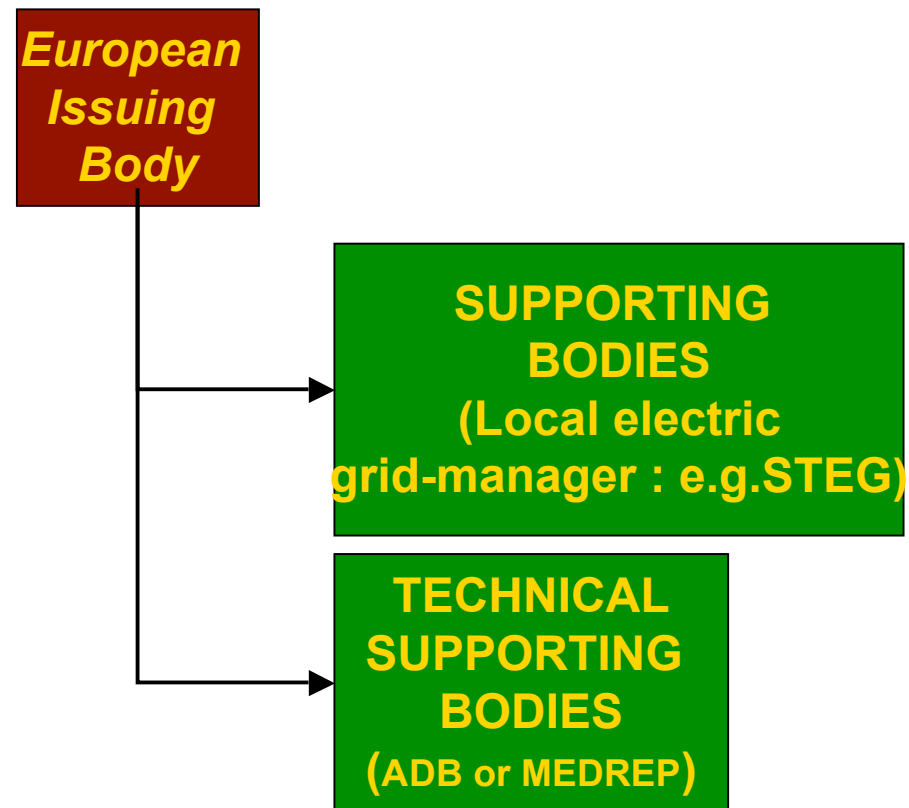 European
Issuing
Body
SUPPORTING
BODIES
(Local electric
grid-manager : e.g.STEG)
TECHNICAL
SUPPORTING
BODIES
(ADB or MEDREP)